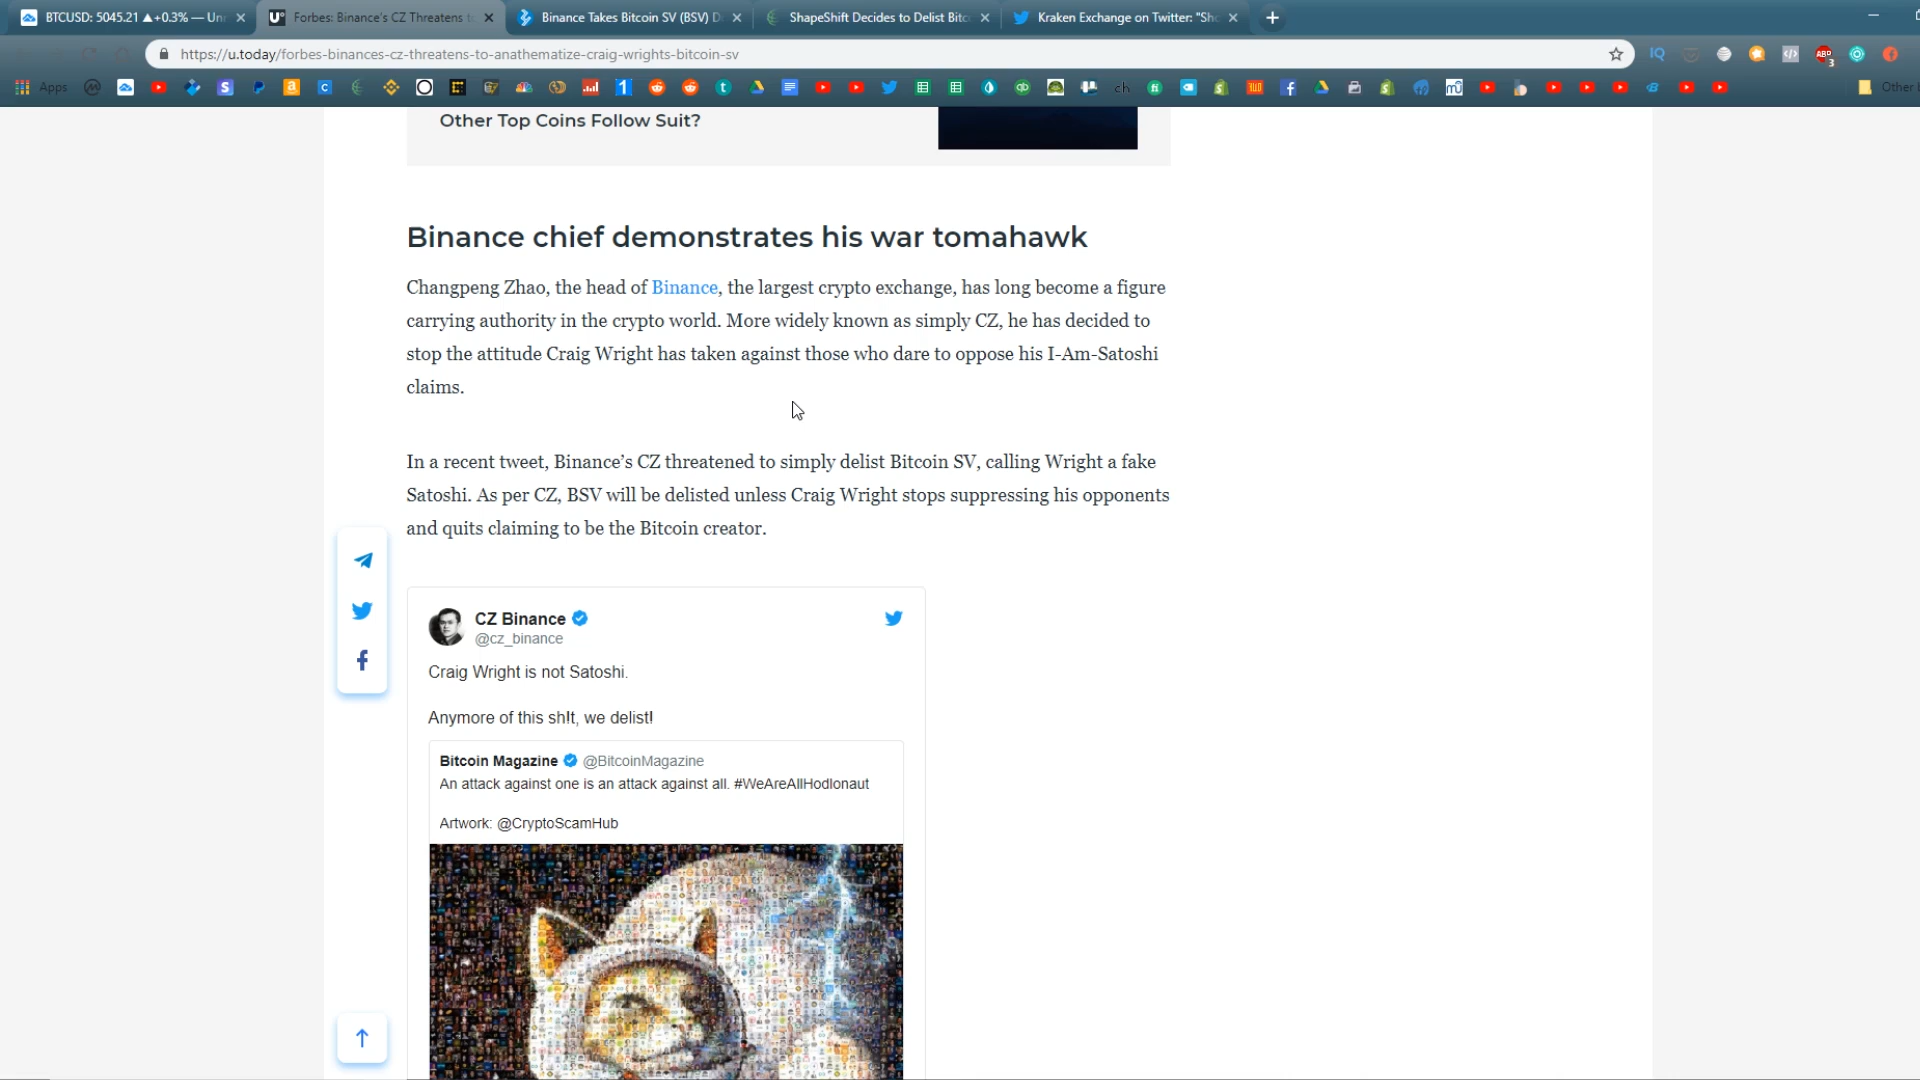 BTCUSD: 5045.21 ▲+0.3% — Un
Forbes: Binance's CZ Threatens t
Binance Takes Bitcoin SV (BSV) D
ShapeShift Decides to Delist Bitc
Kraken Exchange on Twitter: "Sh
https://u.today/forbes-binances-cz-threatens-to-anathematize-craig-wrights-bitcoin-sv
Apps
Other
Other Top Coins Follow Suit?
Binance chief demonstrates his war tomahawk
Changpeng Zhao, the head of Binance, the largest crypto exchange, has long become a figure
carrying authority in the crypto world. More widely known as simply CZ, he has decided to
stop the attitude Craig Wright has taken against those who dare to oppose his I-Am-Satoshi
claims.
In a recent tweet, Binance’s CZ threatened to simply delist Bitcoin SV, calling Wright a fake
Satoshi. As per CZ, BSV will be delisted unless Craig Wright stops suppressing his opponents
and quits claiming to be the Bitcoin creator.
CZ Binance
@cz_binance
Craig Wright is not Satoshi.
Anymore of this sh!t, we delist!
Bitcoin Magazine @BitcoinMagazine
An attack against one is an attack against all. #WeAreAllHodlonaut
Artwork: @CryptoScamHub